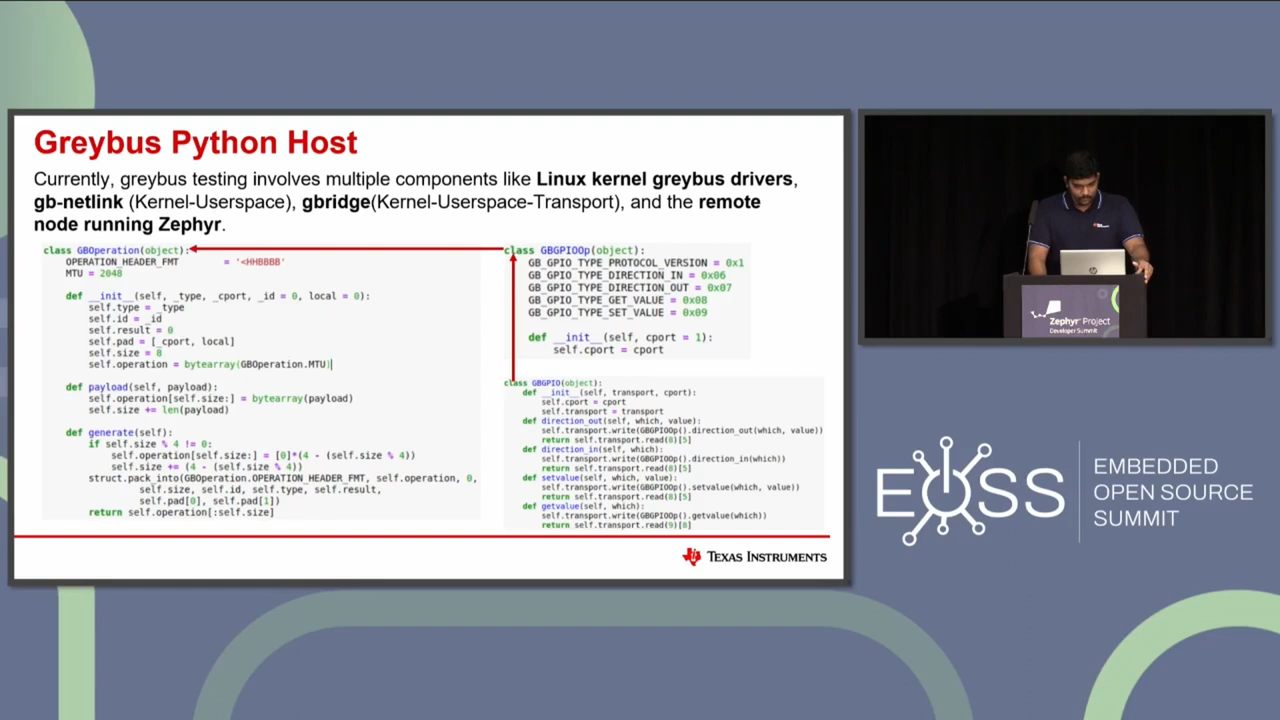 Greybus Python Host
Currently, greybus testing involves multiple components like Linux kernel greybus drivers,
gb-netlink (Kernel-Userspace), gbridge(Kernel-Userspace-Transport), and the remote
node running Zephyr.
class GBOperation(object):
OPERATION_HEADER_FMT = '<HHBBBB'
MTU = 2048
def __init__(self, _type, _cport, _id = 0, local = 0):
self.type = _type
self.id = _id
self.result = 0
self.pad = [_cport, local]
self.size = 8
self.operation = bytearray(GBOperation.MTU)
def payload(self, payload):
self.operation[self.size:] = bytearray(payload)
self.size += len(payload)
def generate(self):
if self.size % 4 != 0:
self.operation[self.size:] = [0]*(4 - (self.size % 4))
self.size += (4 - (self.size % 4))
struct.pack_into(GBOperation.OPERATION_HEADER_FMT, self.operation, 0,
self.size, self.id, self.type, self.result,
self.pad[0], self.pad[1])
return self.operation[:self.size]
class GBGPIOOp(object):
GB_GPIO_TYPE_PROTOCOL_VERSION = 0x1
GB_GPIO_TYPE_DIRECTION_IN = 0x06
GB_GPIO_TYPE_DIRECTION_OUT = 0x07
GB_GPIO_TYPE_GET_VALUE = 0x08
GB_GPIO_TYPE_SET_VALUE = 0x09
def __init__(self, cport = 1):
self.cport = cport
class GBGPIO(object):
def __init__(self, transport, cport):
self.cport = cport
self.transport = transport
def direction_out(self, which, value):
self.transport.write(GBGPIOOp().direction_out(which, value))
return self.transport.read(8)[5]
def direction_in(self, which):
self.transport.write(GBGPIOOp().direction_in(which))
return self.transport.read(8)[5]
def setvalue(self, which, value):
self.transport.write(GBGPIOOp().setvalue(which, value))
return self.transport.read(8)[5]
def getvalue(self, which):
self.transport.write(GBGPIOOp().getvalue(which))
return self.transport.read(9)[8]
TEXAS INSTRUMENTS
Zephyr Project
Developer Summit
EOSS
EMBEDDED
OPEN SOURCE
SUMMIT